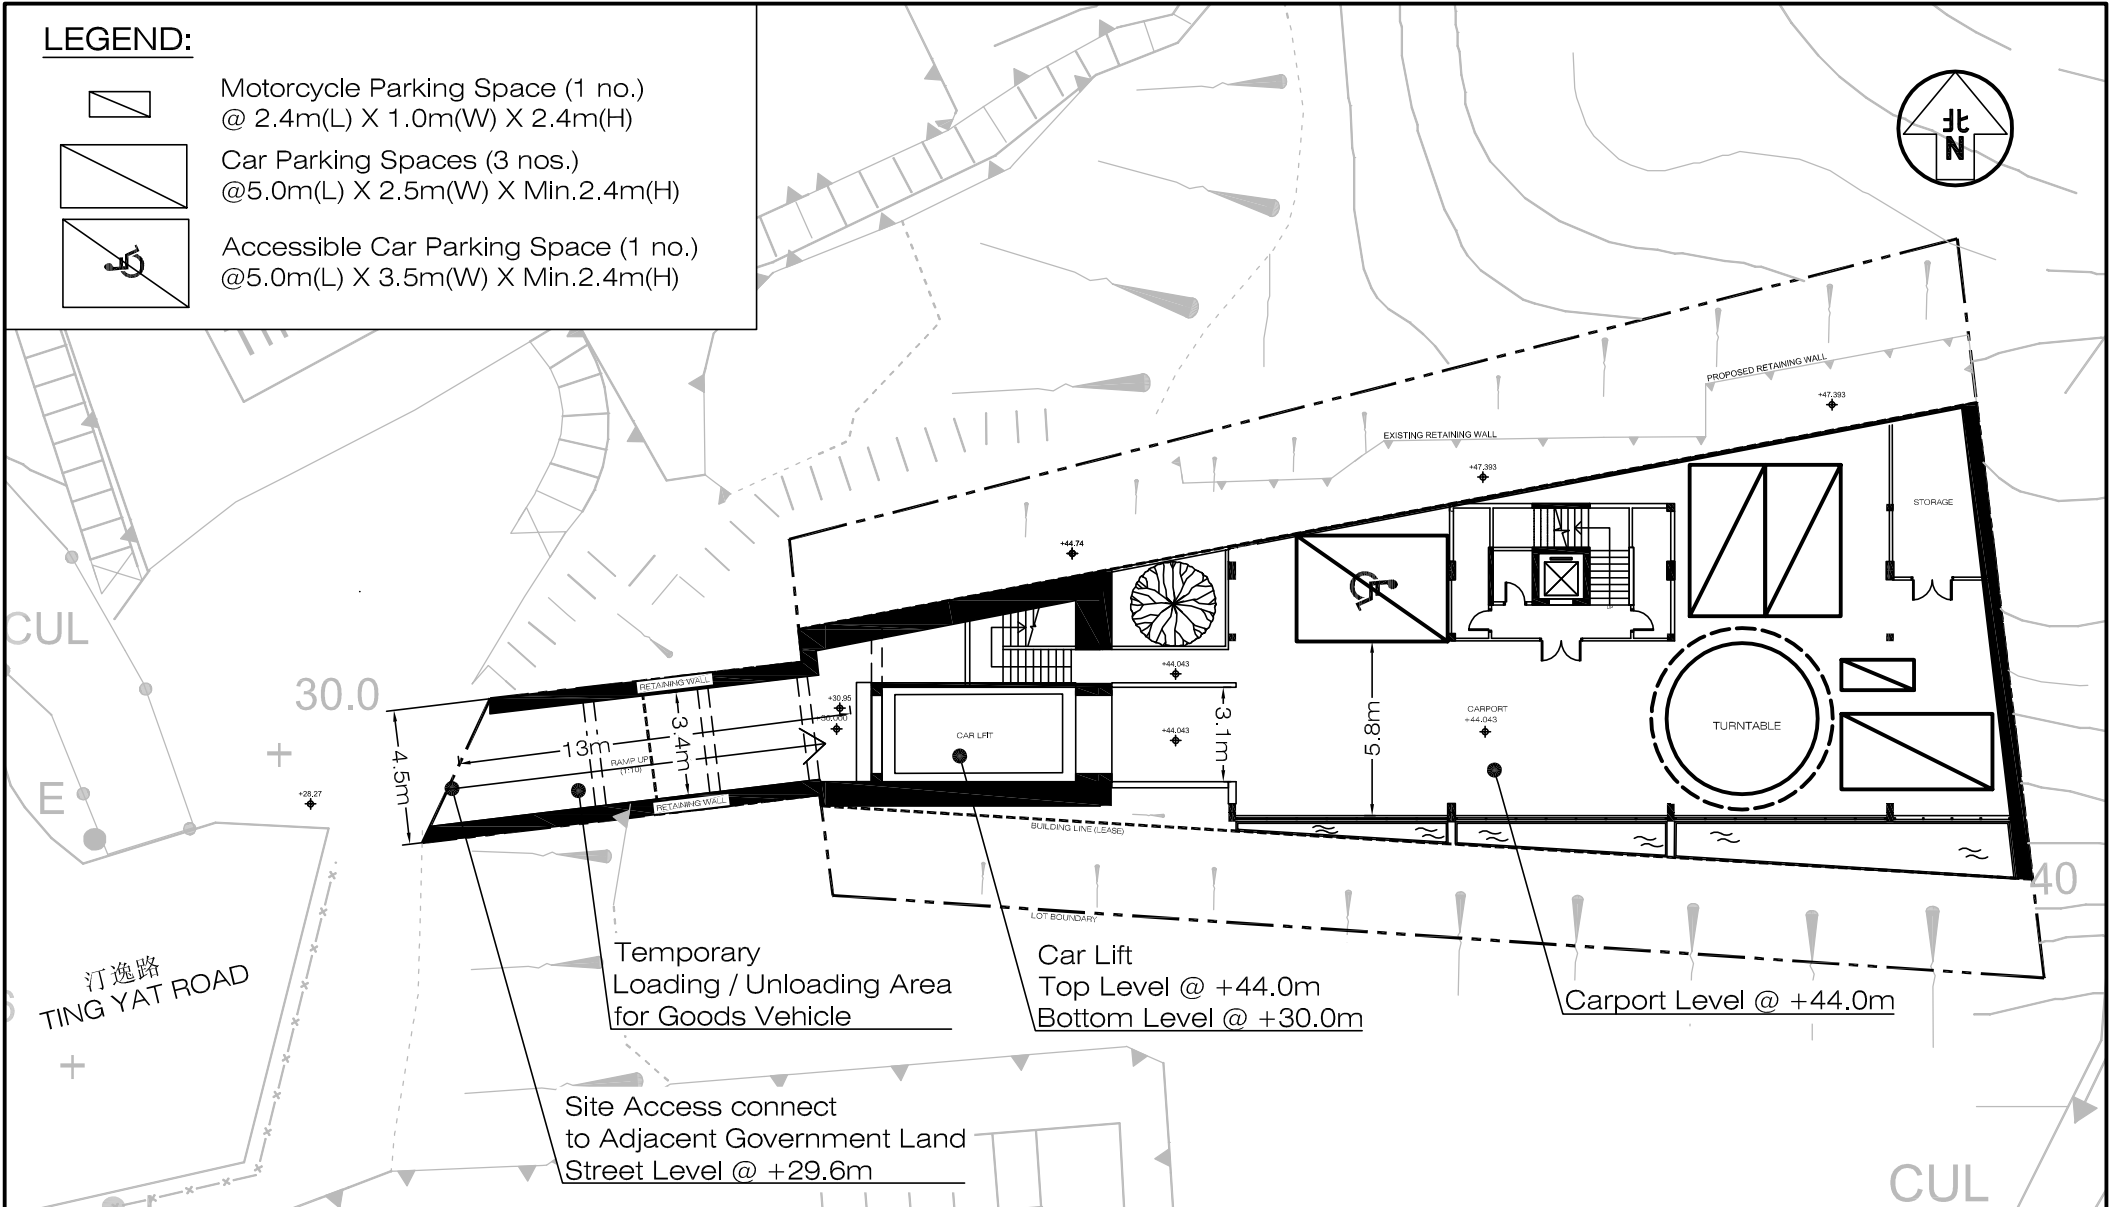 LEGEND:
Motorcycle Parking Space (1 no.)
@ 2.4m(L) X 1.0m(W) X 2.4m(H)
Car Parking Spaces (3 nos.)
@5.0m(L) X 2.5m(W) X Min.2.4m(H)
Accessible Car Parking Space (1 no.)
@5.0m(L) X 3.5m(W) X Min.2.4m(H)
北
N
PROPOSED RETAINING WALL
+47.393
EXISTING RETAINING WALL
+47.393
STORAGE
+44.74
CUL
30.0
RETAINING WALL
+44.043
+30.95
+30.000
3.4m
13m
RAMP UP
(1:10)
4.5m
RETAINING WALL
CAR LFIT
+44.043
3.1m
5.8m
CARPORT
+44.043
TURNTABLE
E
+28.27
BUILDING LINE (LEASE)
LOT BOUNDARY
40
汀逸路
TING YAT ROAD
Temporary
Loading / Unloading Area
for Goods Vehicle
Car Lift
Top Level @ +44.0m
Bottom Level @ +30.0m
Carport Level @ +44.0m
Site Access connect
to Adjacent Government Land
Street Level @ +29.6m
CUL